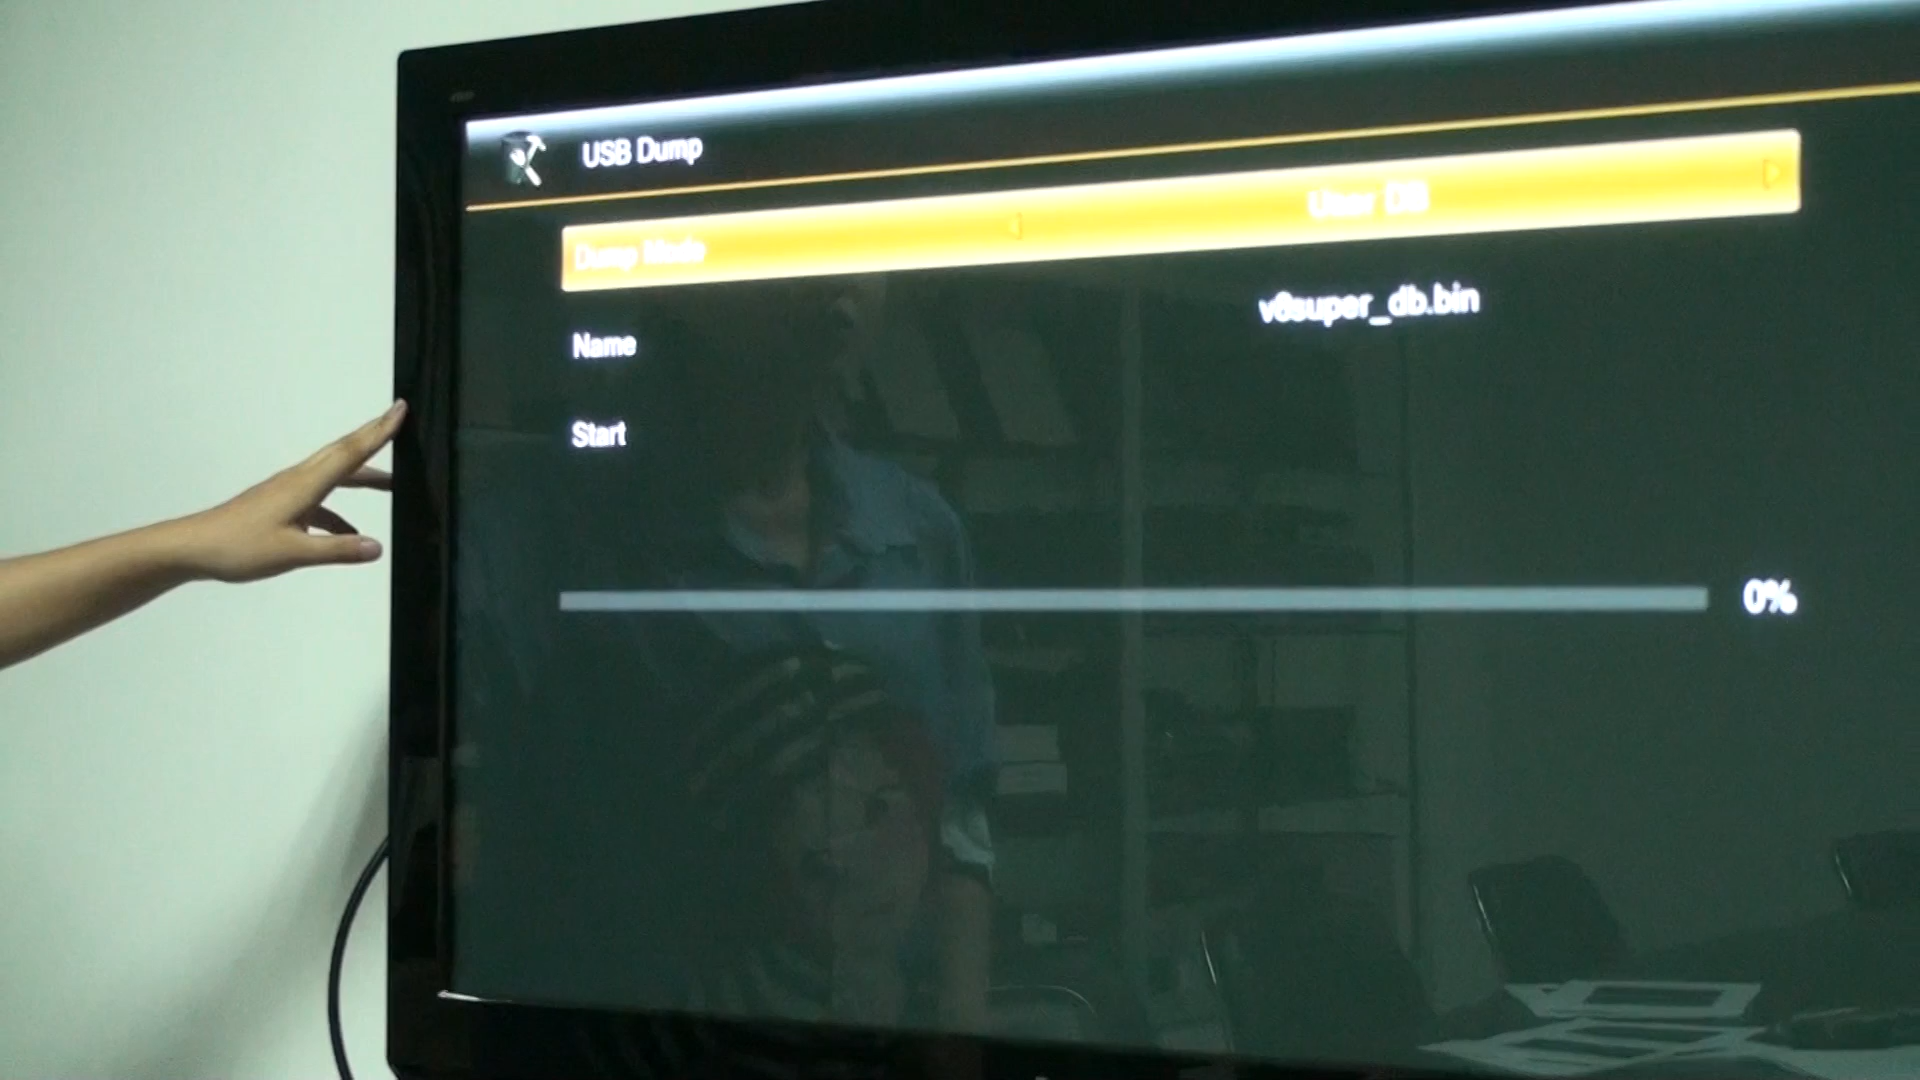 USB Dump
Dump Mode User DB
Name v8super_db.bin
Start
0%